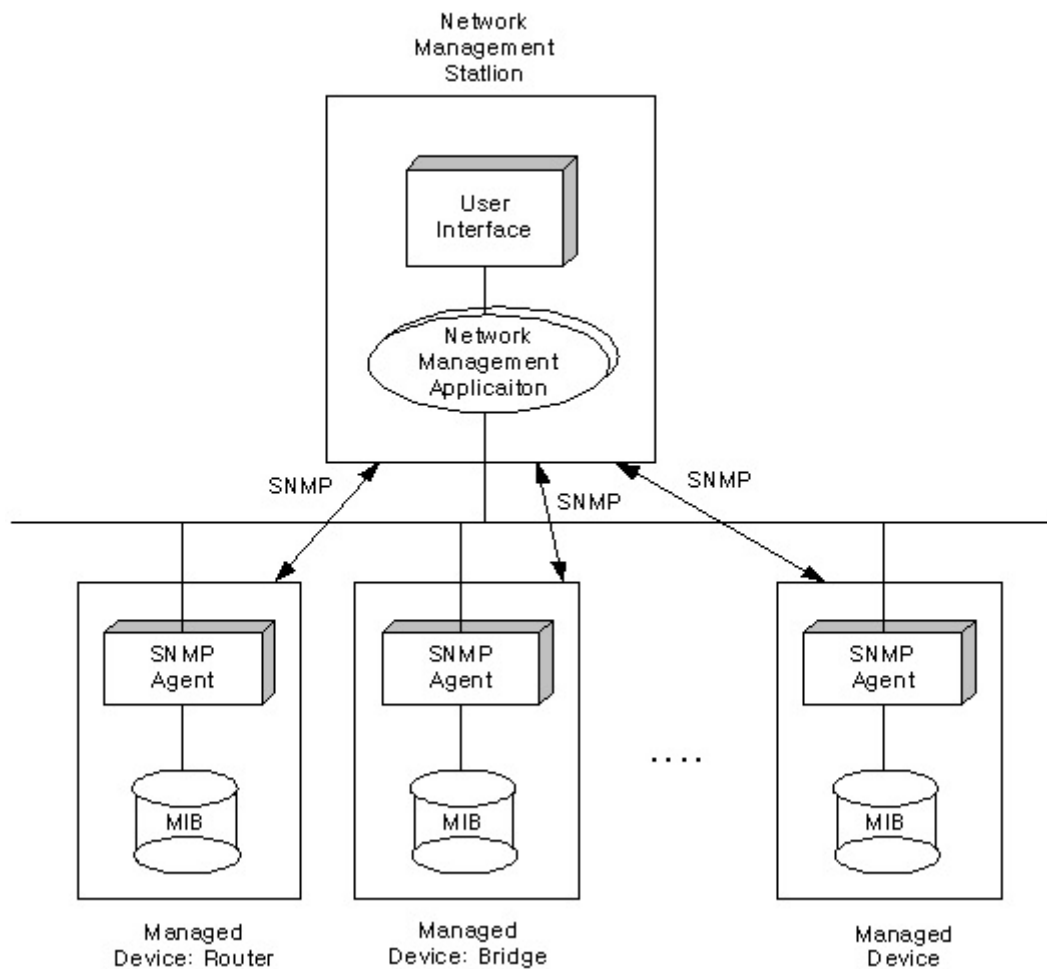 Network
Management
Statlion
User
Interface
Network
Management
Applicaiton
SNMP
SNMP
SNMP
SNMP
Agent
SNMP
Agent
SNMP
Agent
....
MIB
MIB
MIB
Managed
Device: Router
Managed
Device: Bridge
Managed
Device